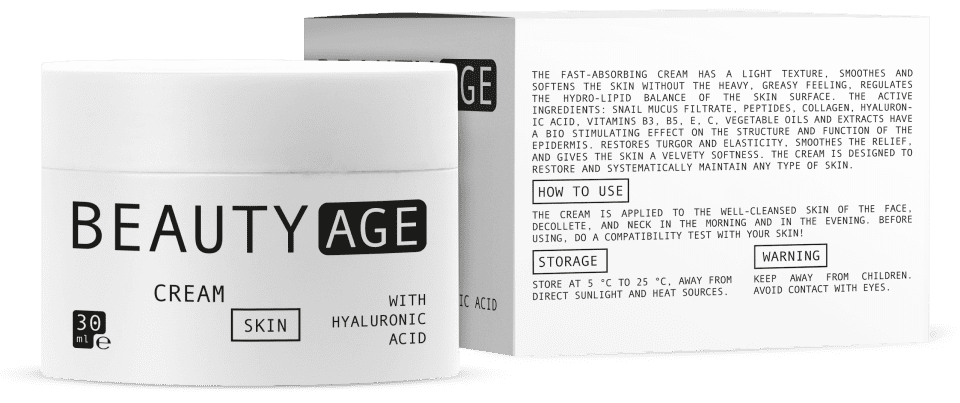 BEAUTY AGE
CREAM
SKIN
WITH
HYALURONIC
ACID
30
ml e
AGE
IC ACID
THE FAST-ABSORBING CREAM HAS A LIGHT TEXTURE, SMOOTHES AND
SOFTENS THE SKIN WITHOUT THE HEAVY, GREASY FEELING, REGULATES
THE HYDRO-LIPID BALANCE OF THE SKIN SURFACE. THE ACTIVE
INGREDIENTS: SNAIL MUCUS FILTRATE, PEPTIDES, COLLAGEN, HYALURON-
IC ACID, VITAMINS B3, B5, E, C, VEGETABLE OILS AND EXTRACTS HAVE
A BIO STIMULATING EFFECT ON THE STRUCTURE AND FUNCTION OF THE
EPIDERMIS. RESTORES TURGOR AND ELASTICITY, SMOOTHES THE RELIEF,
AND GIVES THE SKIN A VELVETY SOFTNESS. THE CREAM IS DESIGNED TO
RESTORE AND SYSTEMATICALLY MAINTAIN ANY TYPE OF SKIN.
HOW TO USE
THE CREAM IS APPLIED TO THE WELL-CLEANSED SKIN OF THE FACE,
DECOLLETE, AND NECK IN THE MORNING AND IN THE EVENING. BEFORE
USING, DO A COMPATIBILITY TEST WITH YOUR SKIN!
STORAGE
STORE AT 5 °C TO 25 °C, AWAY FROM
DIRECT SUNLIGHT AND HEAT SOURCES.
WARNING
KEEP AWAY FROM CHILDREN.
AVOID CONTACT WITH EYES.